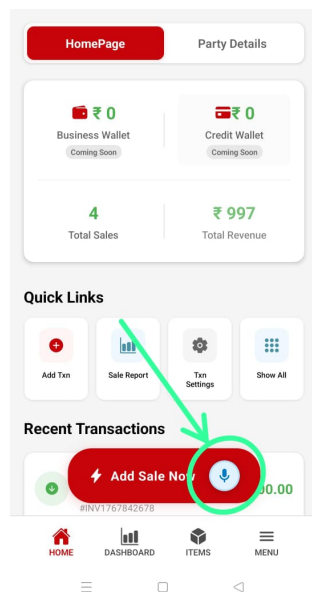 HomePage
Party Details
₹ 0
₹ 0
Business Wallet
Credit Wallet
Coming Soon
Coming Soon
4
₹ 997
Total Sales
Total Revenue
Quick Links
Add Txn
Sale Report
Txn
Settings
Show All
Recent Transactions
Add Sale Now
00.00
#INV1767842678
HOME
DASHBOARD
ITEMS
MENU